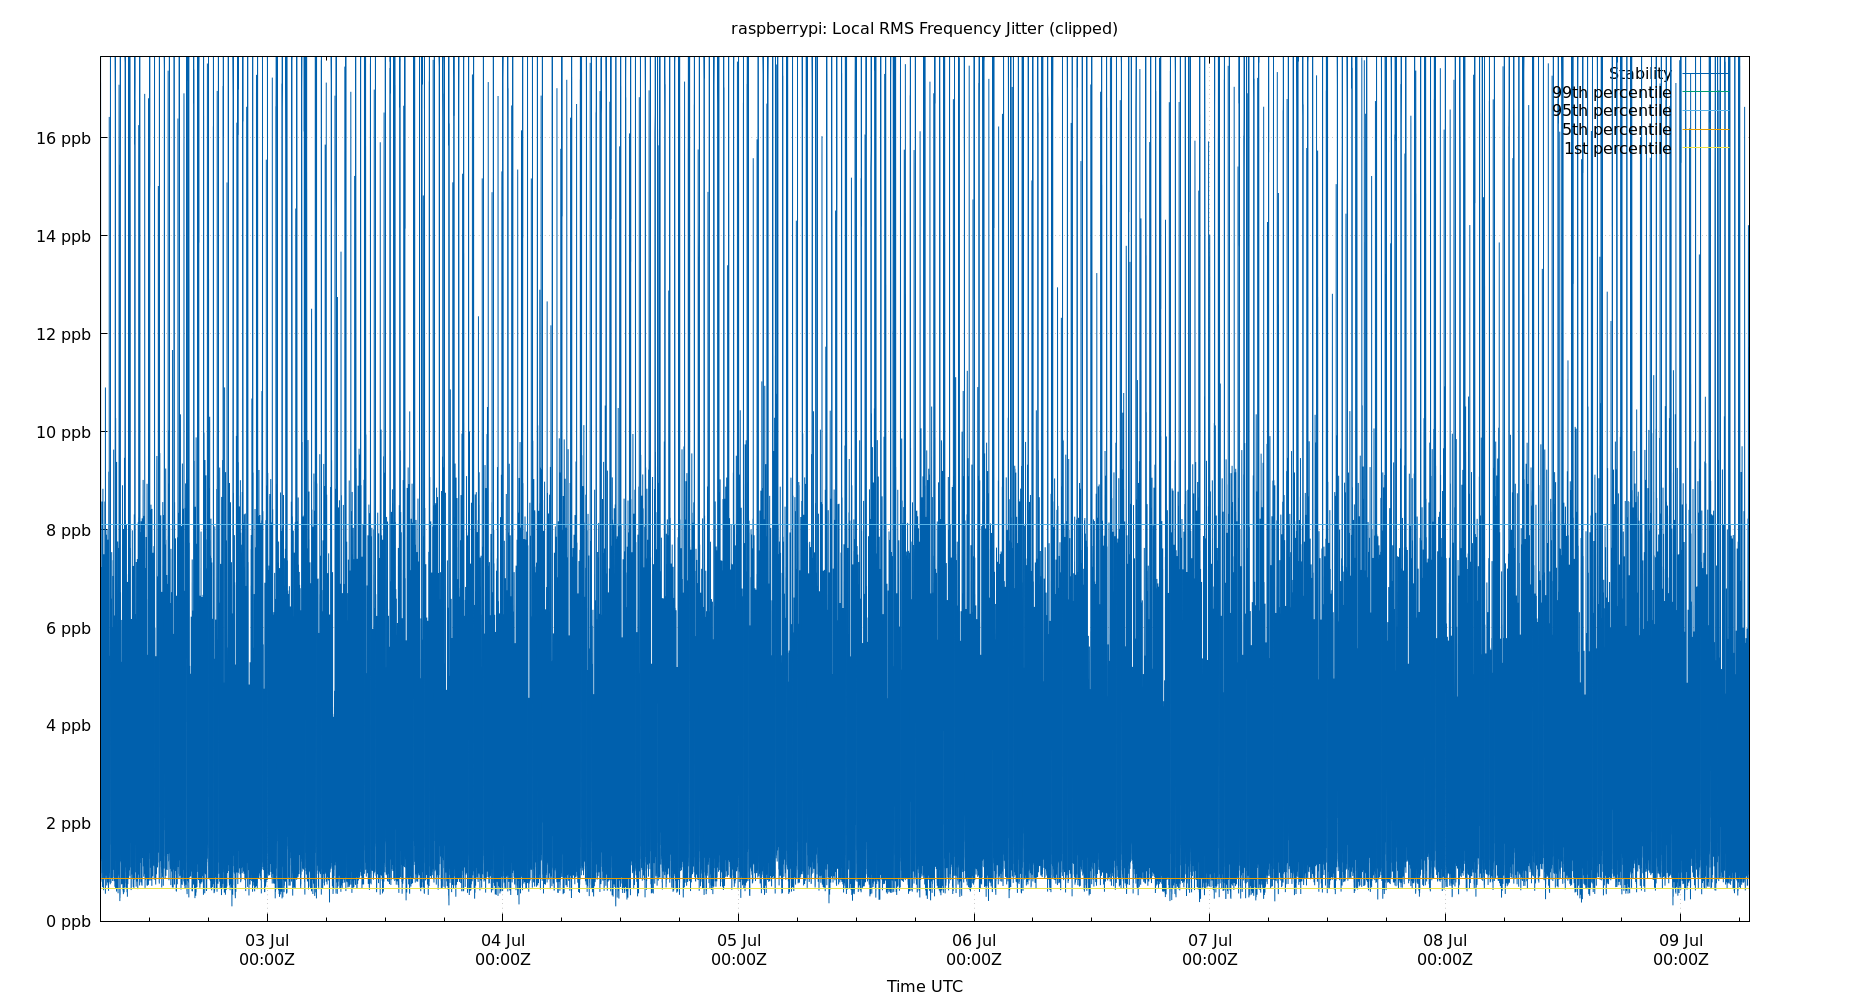 raspberrypi: Local RMS Frequency Jitter (clipped)
Stability
99th percentile
95th percentile
5th percentile
1st percentile
16 ppb
14 ppb
12 ppb
10 ppb
8 ppb
6 ppb
4 ppb
2 ppb
0 ppb
03 Jul 04 Jul 05 Jul 06 Jul 07 Jul 08 Jul 09 Jul
00:00Z 00:00Z 00:00Z 00:00Z 00:00Z 00:00Z 00:00Z
Time UTC